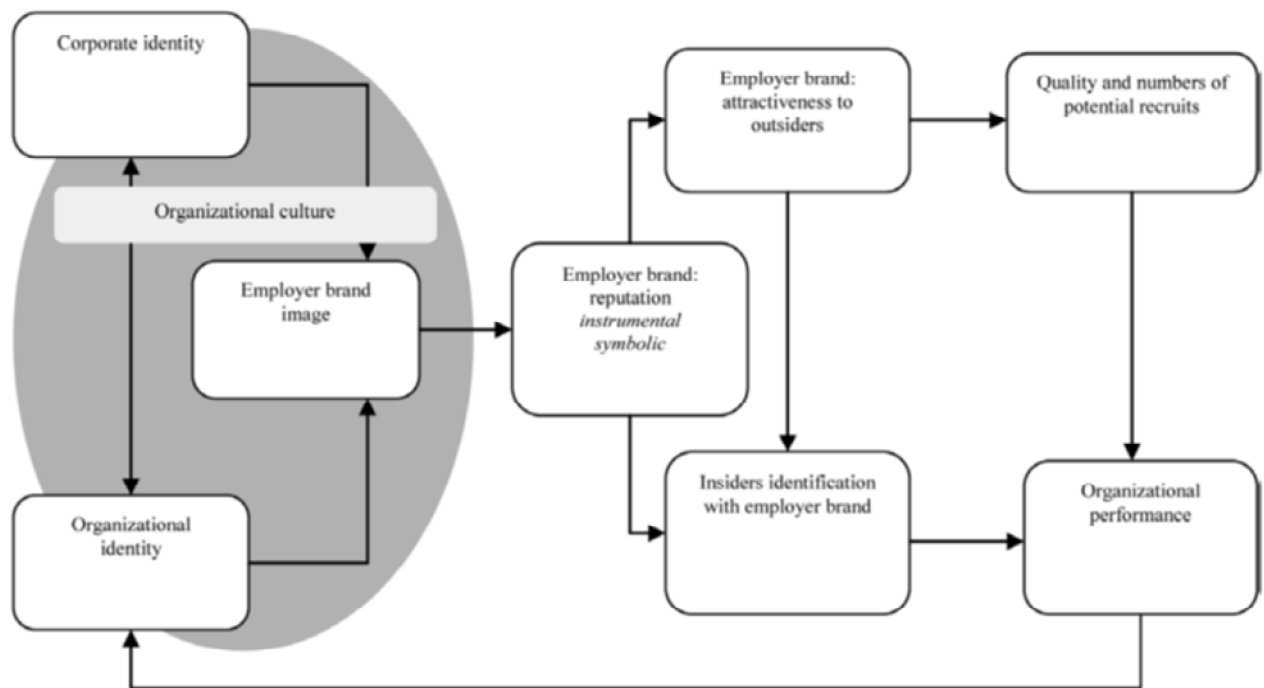 Corporate identity
Organizational culture
Employer brand
image
Organizational
identity
Employer brand:
reputation
instrumental
symbolic
Employer brand:
attractiveness to
outsiders
Quality and numbers of
potential recruits
Insiders identification
with employer brand
Organizational
performance